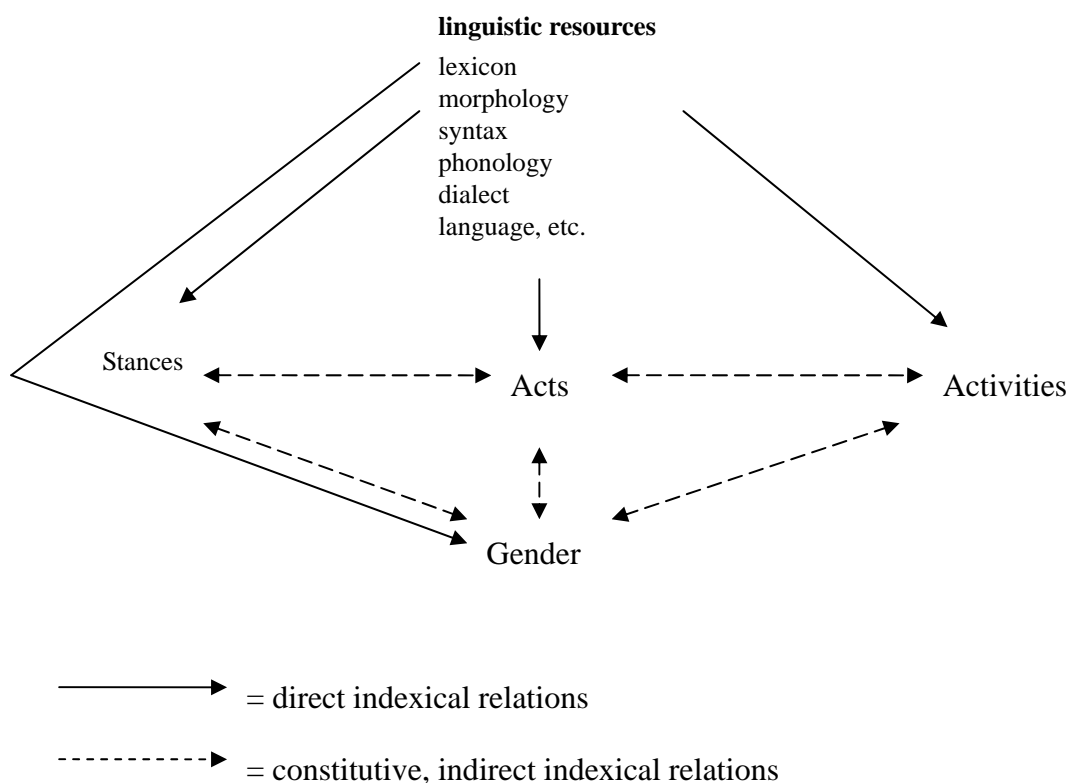 linguistic resources
lexicon
morphology
syntax
phonology
dialect
language, etc.
Stances
Acts
Activities
Gender
= direct indexical relations
= constitutive, indirect indexical relations